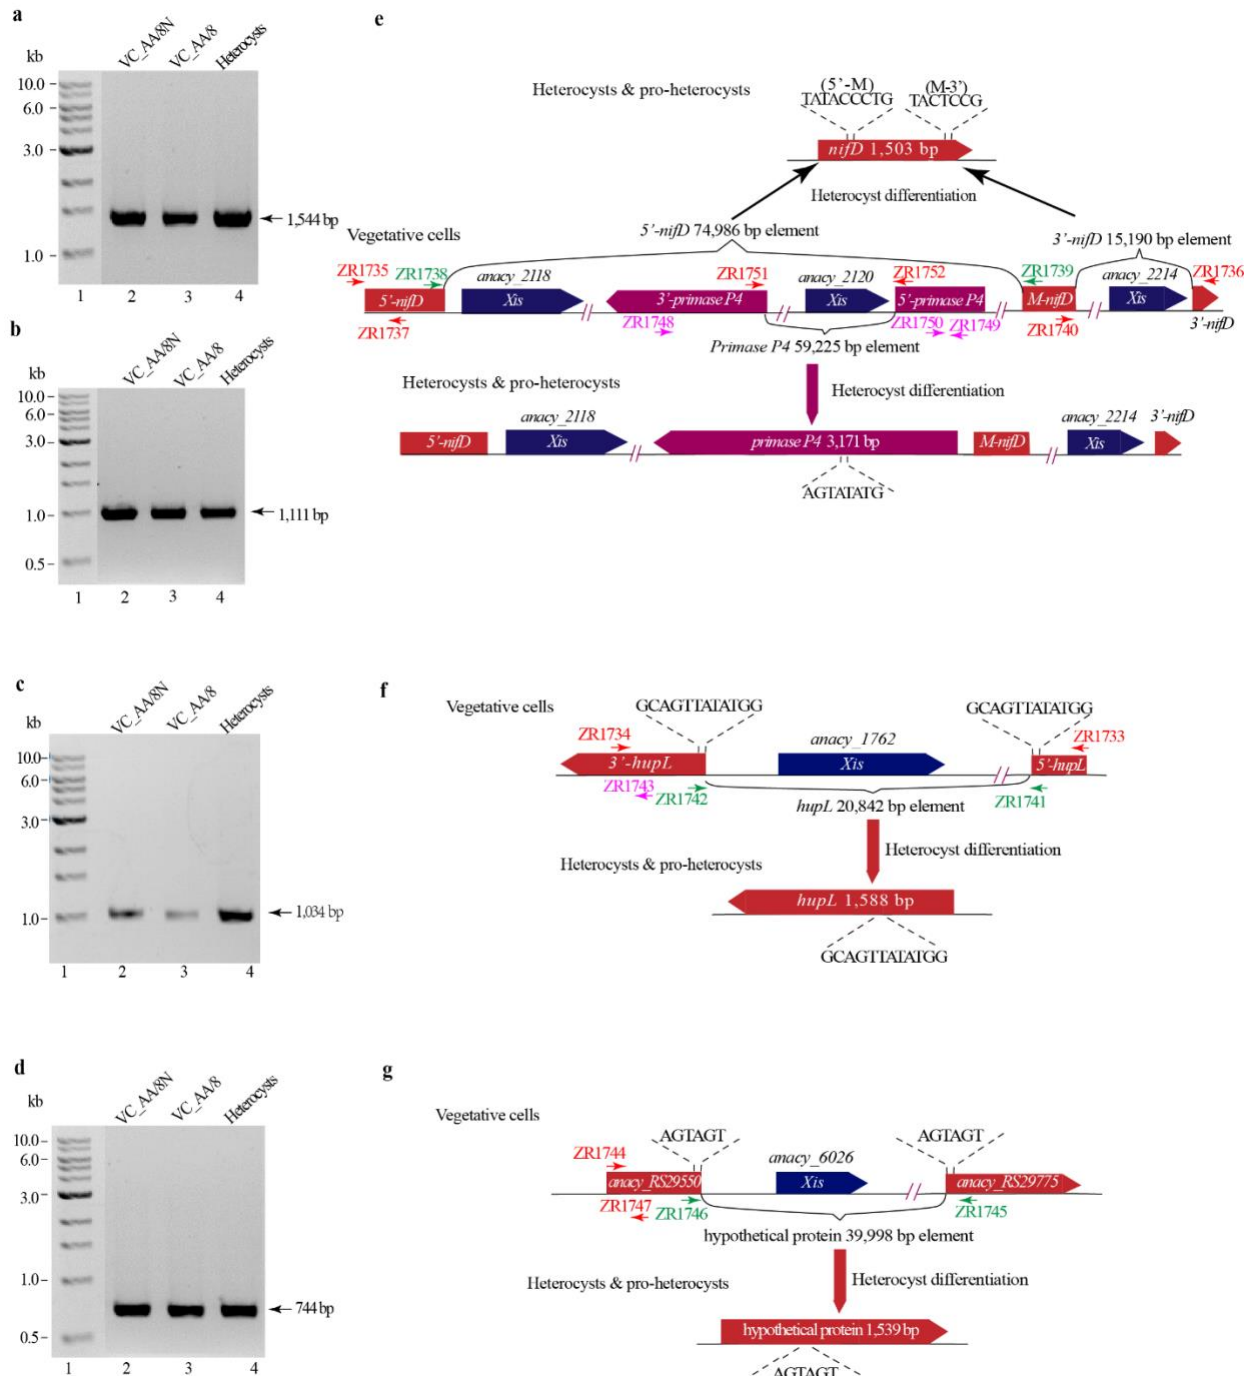 a
VC_AA/8N VC_AA/8 Heterocysts
kb
10.0
6.0
3.0
1.0
1,544 bp
1 2 3 4
b
VC_AA/8N VC_AA/8 Heterocysts
kb
10.0
6.0
3.0
1.0
0.5
1,111 bp
1 2 3 4
c
VC_AA/8N VC_AA/8 Heterocysts
kb
10.0
6.0
3.0
1.0
1,034 bp
1 2 3 4
d
VC_AA/8N VC_AA/8 Heterocysts
kb
10.0
6.0
3.0
1.0
0.5
744 bp
1 2 3 4
e
Heterocysts & pro-heterocysts
(5'-M) (M-3')
TATACCCTG TACTCCG
nifD 1,503 bp
Heterocyst differentiation
Vegetative cells
5'-nifD 74,986 bp element
3'-nifD 15,190 bp element
ZR1735 ZR1738 anacy_2118 ZR1751 anacy_2120 ZR1752 ZR1739 anacy_2214 ZR1736
5'-nifD Xis 3'-primase P4 Xis 5'-primase P4 M-nifD Xis 3'-nifD
ZR1737 ZR1748 ZR1750 ZR1749 ZR1740
Primase P4 59,225 bp element
Heterocysts & pro-heterocysts
Heterocyst differentiation
anacy_2118 anacy_2214 3'-nifD
5'-nifD Xis primase P4 3,171 bp M-nifD Xis
AGTATATG
f
Vegetative cells
GCAGTTATATGG GCAGTTATATGG
ZR1734 anacy_1762 ZR1733
3'-hupL Xis 5'-hupL
ZR1743 ZR1742 ZR1741
hupL 20,842 bp element
Heterocyst differentiation
Heterocysts & pro-heterocysts
hupL 1,588 bp
GCAGTTATATGG
g
Vegetative cells
AGTAGT AGTAGT
ZR1744 anacy_6026
anacy_RS29550 Xis anacy_RS29775
ZR1747 ZR1746 ZR1745
hypothetical protein 39,998 bp element
Heterocysts & pro-heterocysts
Heterocyst differentiation
hypothetical protein 1,539 bp
AGTAGT